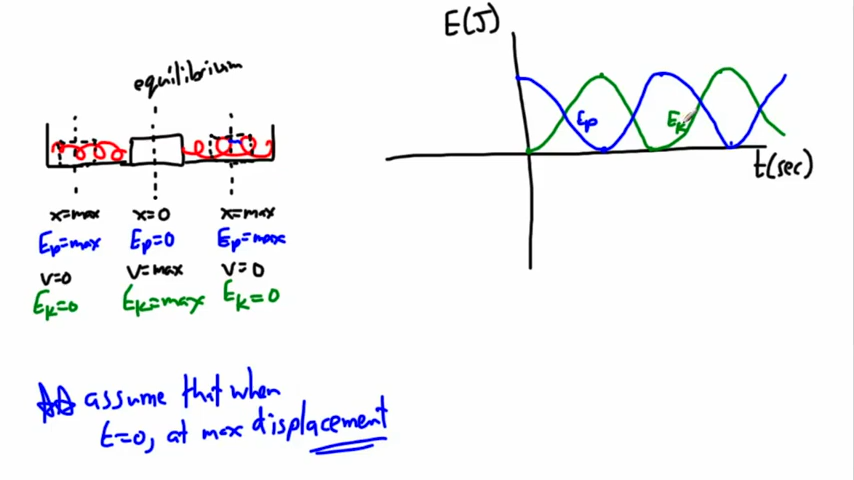 E(J)
equilibrium
Ep
Ek
t(sec)
x=max x=0 x=max
Ep=max Ep=0 Ep=max
v=0 v=max v=0
Ek=0 Ek=max Ek=0
assume that when
t=0, at max displacement